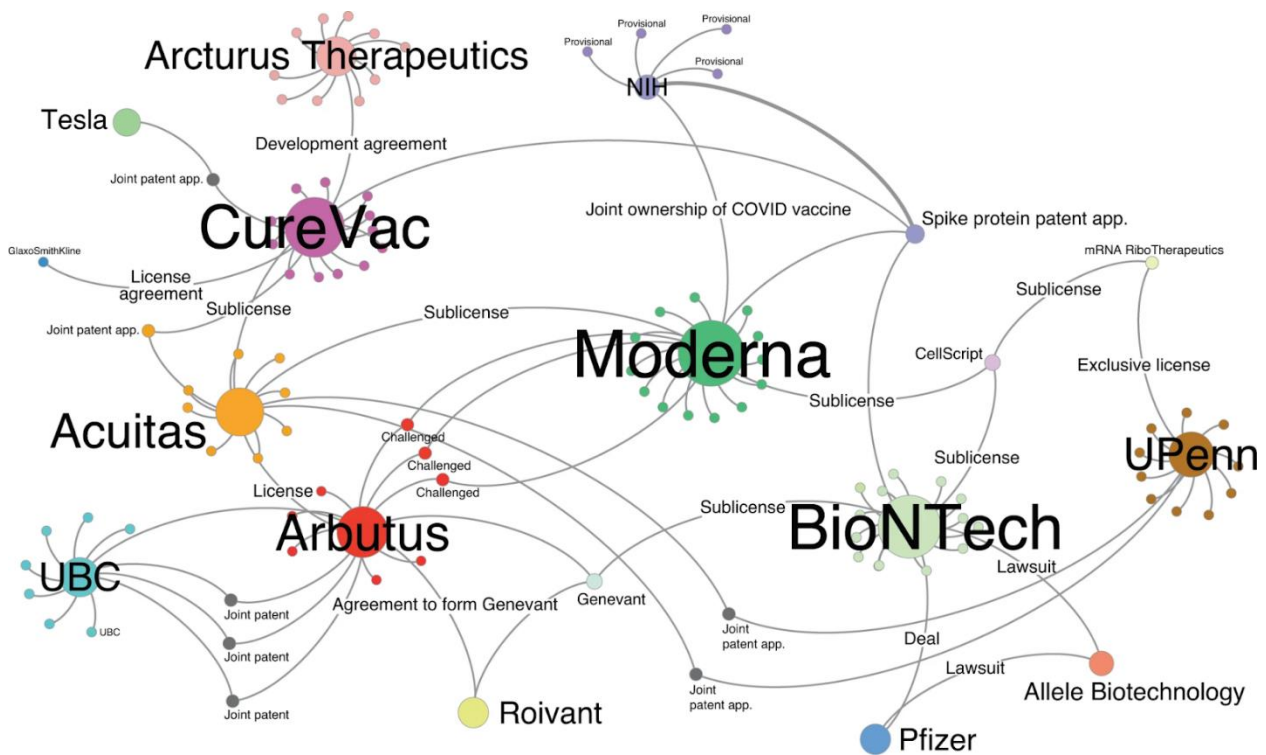 Arcturus Therapeutics
Provisional
Provisional
Provisional
Provisional
NIH
Tesla
Development agreement
Joint patent app.
CureVac
Joint ownership of COVID vaccine
Spike protein patent app.
GlaxoSmithKline
License
agreement
mRNA RiboTherapeutics
Sublicense
Sublicense
Sublicense
Joint patent app.
Moderna
CellScript
Exclusive license
Sublicense
Acuitas
Challenged
Challenged
Challenged
Sublicense
UPenn
License
Arbutus
Sublicense
BioNTech
Lawsuit
UBC
Joint patent
Agreement to form Genevant
Genevant
UBC
Joint patent
Joint
patent app.
Deal
Lawsuit
Joint patent
Joint
patent app.
Allele Biotechnology
Roivant
Pfizer